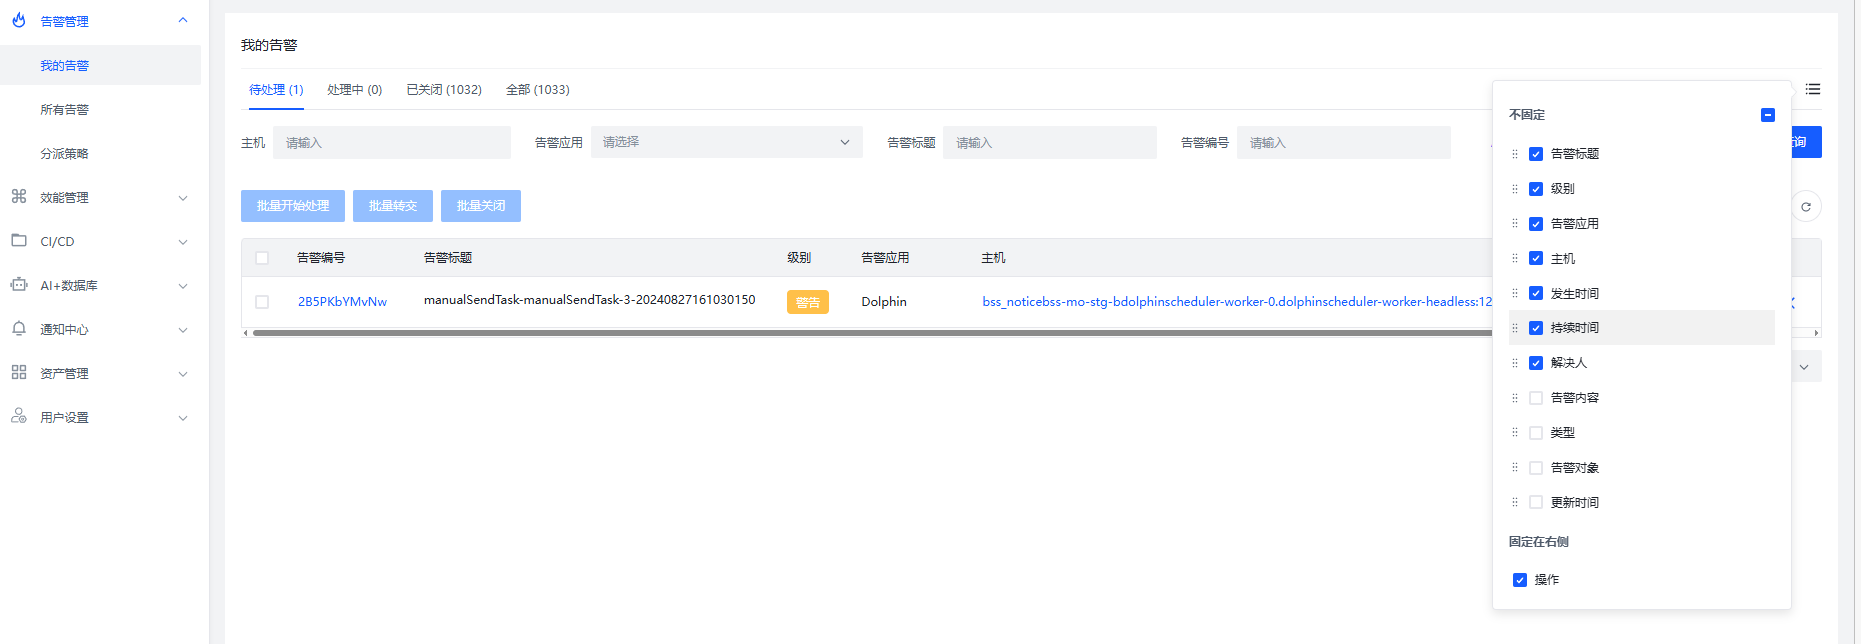 告警管理
我的告警
所有告警
分派策略
效能管理
CI/CD
AI+数据库
通知中心
资产管理
用户设置
我的告警
待处理 (1) 处理中 (0) 已关闭 (1032) 全部 (1033)
主机 请输入 告警应用 请选择 告警标题 请输入 告警编号 请输入 询
批量开始处理 批量转交 批量关闭
告警编号 告警标题 级别 告警应用 主机
2B5PKbYMvNw manualSendTask-manualSendTask-3-20240827161030150 警告 Dolphin bss_noticebss-mo-stg-bdolphinscheduler-worker-0.dolphinscheduler-worker-headless:12
不固定
告警标题
级别
告警应用
主机
发生时间
持续时间
解决人
告警内容
类型
告警对象
更新时间
固定在右侧
操作